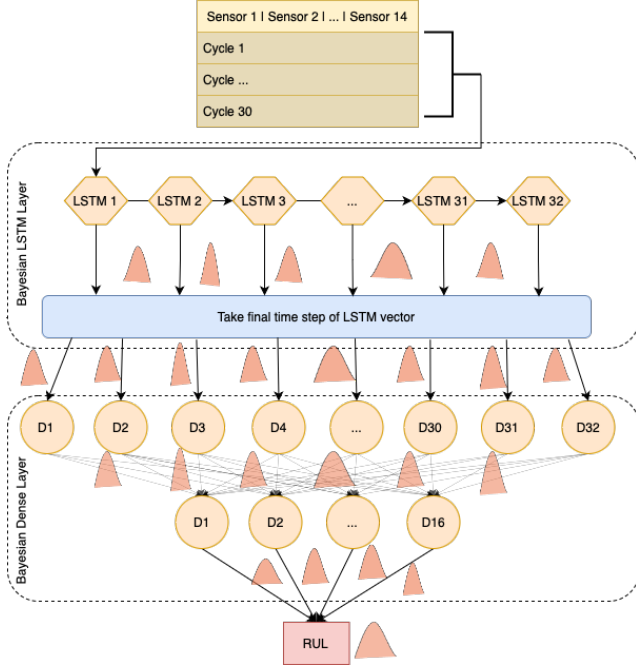 Sensor 1 | Sensor 2 | ... | Sensor 14
Cycle 1
Cycle ...
Cycle 30
Bayesian LSTM Layer
LSTM 1 LSTM 2 LSTM 3 ... LSTM 31 LSTM 32
Take final time step of LSTM vector
Bayesian Dense Layer
D1 D2 D3 D4 ... D30 D31 D32
D1 D2 ... D16
RUL